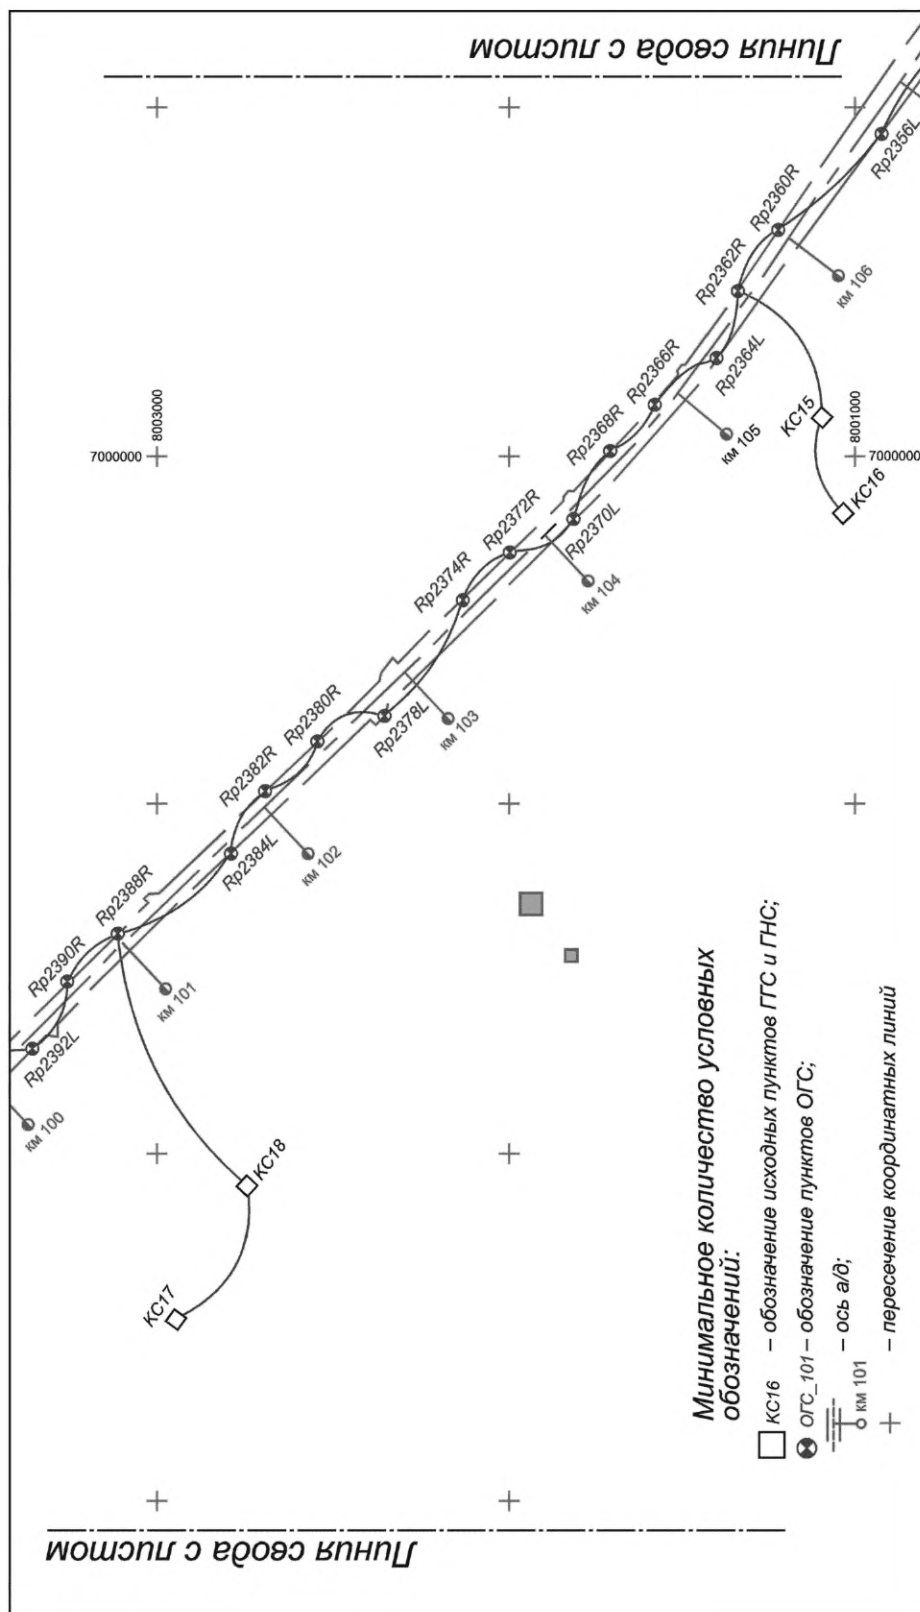 Линия свода с листом
Rp2392L
Rp2390R
Rp2388R
Rp2384L
Rp2382R
Rp2380R
Rp2378L
Rp2374R
Rp2372R
Rp2370L
Rp2368R
Rp2366R
Rp2364L
Rp2362R
Rp2360R
Rp2356L
км 100
км 101
км 102
км 103
км 104
км 105
км 106
8003000
7000000
8001000
7000000
КС17
КС18
КС15
КС16
Линия свода с листом
Минимальное количество условных
обозначений:
КС16 – обозначение исходных пунктов ГГС и ГНС;
ОГС_101 – обозначение пунктов ОГС;
– ось а/д;
км 101
– пересечение координатных линий